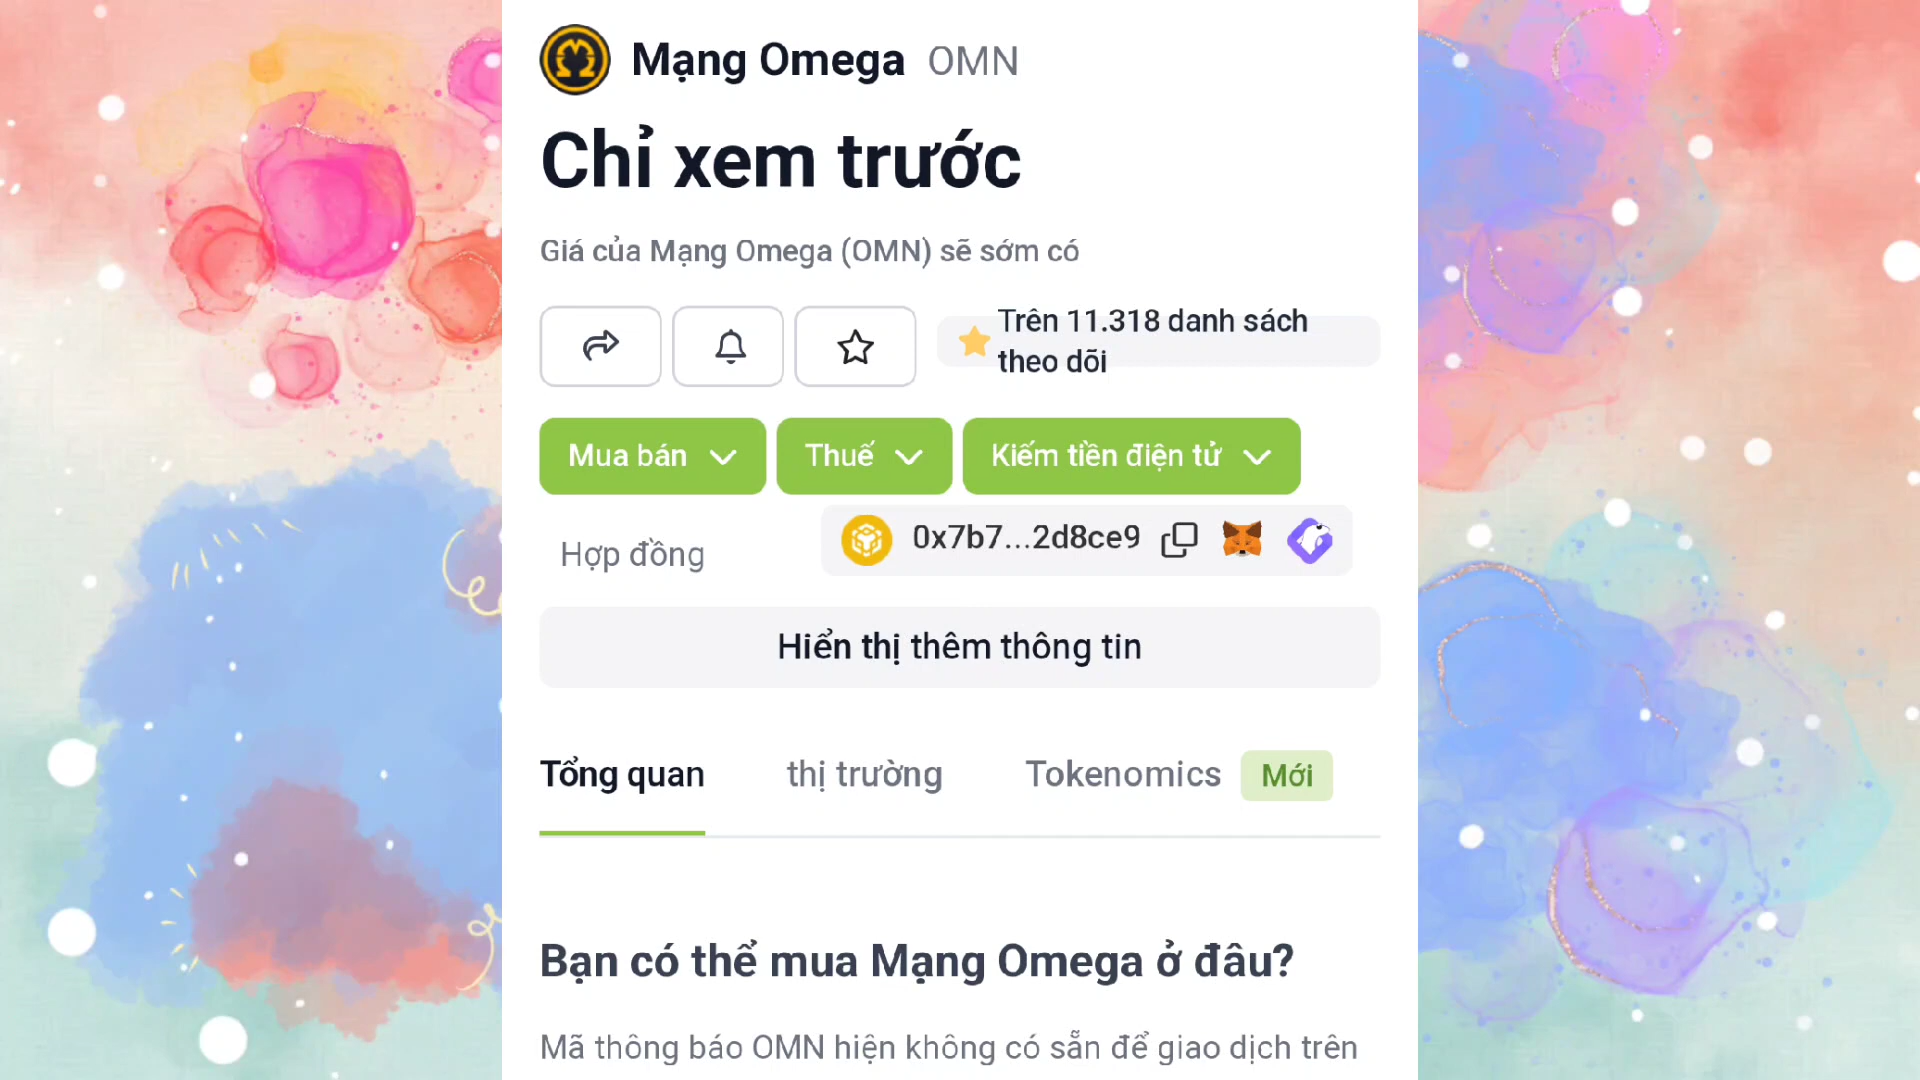 Mạng Omega OMN
Chỉ xem trước
Giá của Mạng Omega (OMN) sẽ sớm có
Trên 11.318 danh sách
theo dõi
Mua bán Thuế Kiếm tiền điện tử
Hợp đồng 0x7b7...2d8ce9
Hiển thị thêm thông tin
Tổng quan thị trường Tokenomics Mới
Bạn có thể mua Mạng Omega ở đâu?
Mã thông báo OMN hiện không có sẵn để giao dịch trên